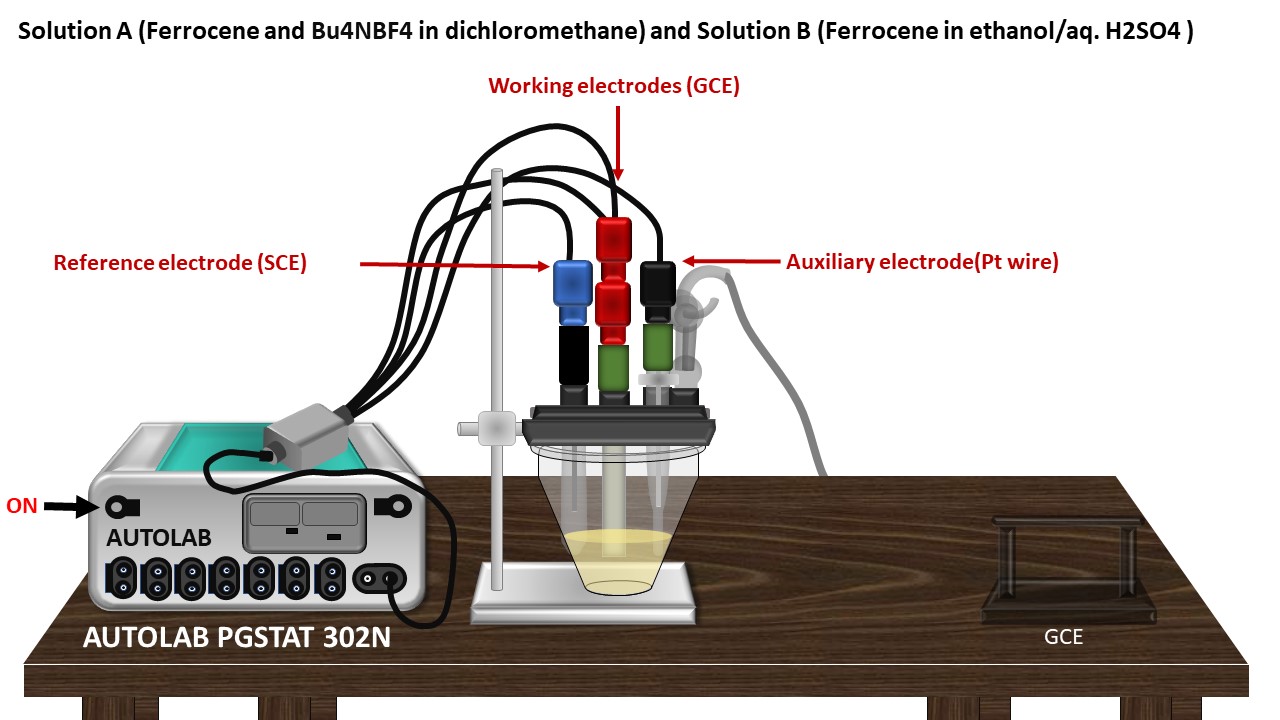 Solution A (Ferrocene and Bu4NBF4 in dichloromethane) and Solution B (Ferrocene in ethanol/aq. H2SO4 )
Working electrodes (GCE)
Reference electrode (SCE)
Auxiliary electrode(Pt wire)
ON
AUTOLAB
AUTOLAB PGSTAT 302N
GCE